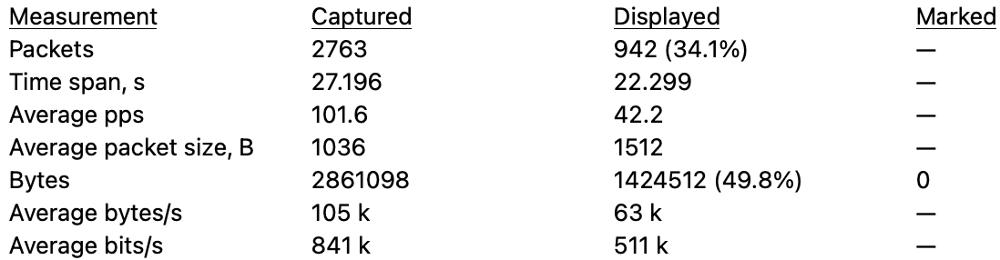 Measurement Captured Displayed Marked
Packets 2763 942 (34.1%) —
Time span, s 27.196 22.299 —
Average pps 101.6 42.2 —
Average packet size, B 1036 1512 —
Bytes 2861098 1424512 (49.8%) 0
Average bytes/s 105 k 63 k —
Average bits/s 841 k 511 k —